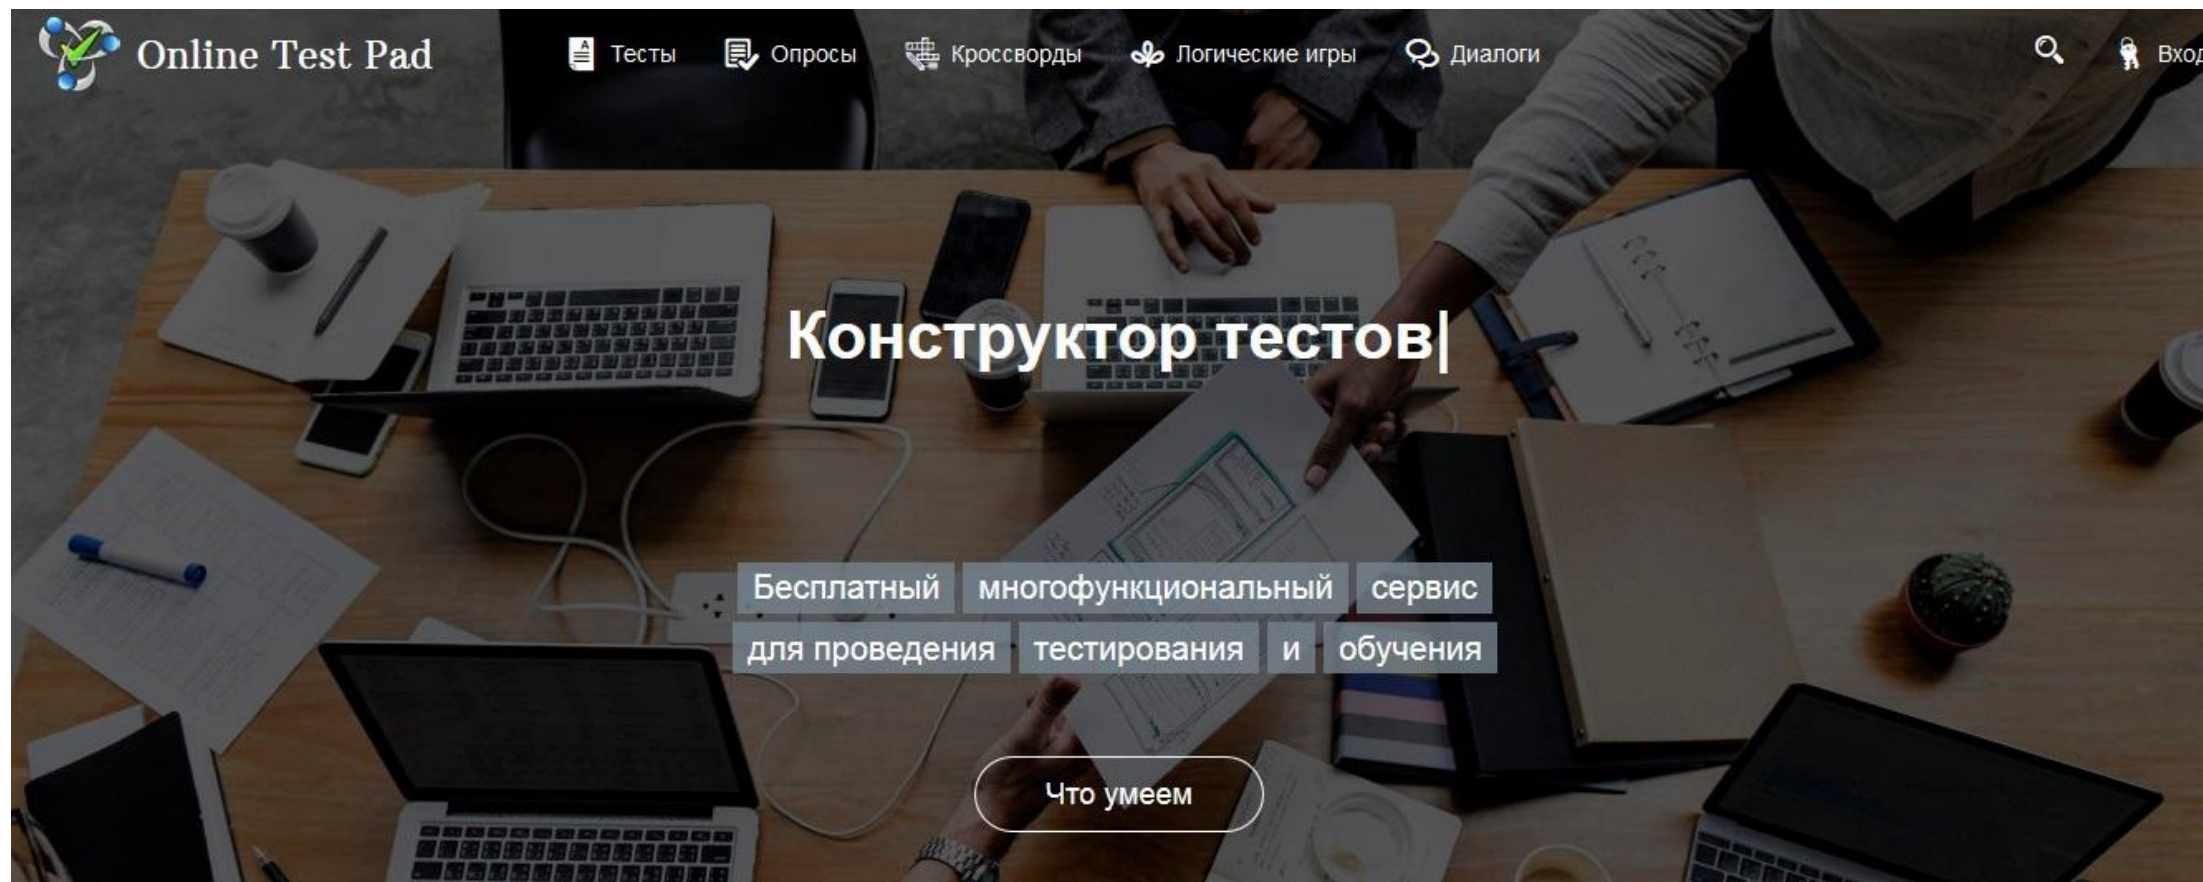 Online Test Pad Тесты Опросы Кроссворды Логические игры Диалоги Вход
Конструктор тестов|
Бесплатный многофункциональный сервис
для проведения тестирования и обучения
Что умеем